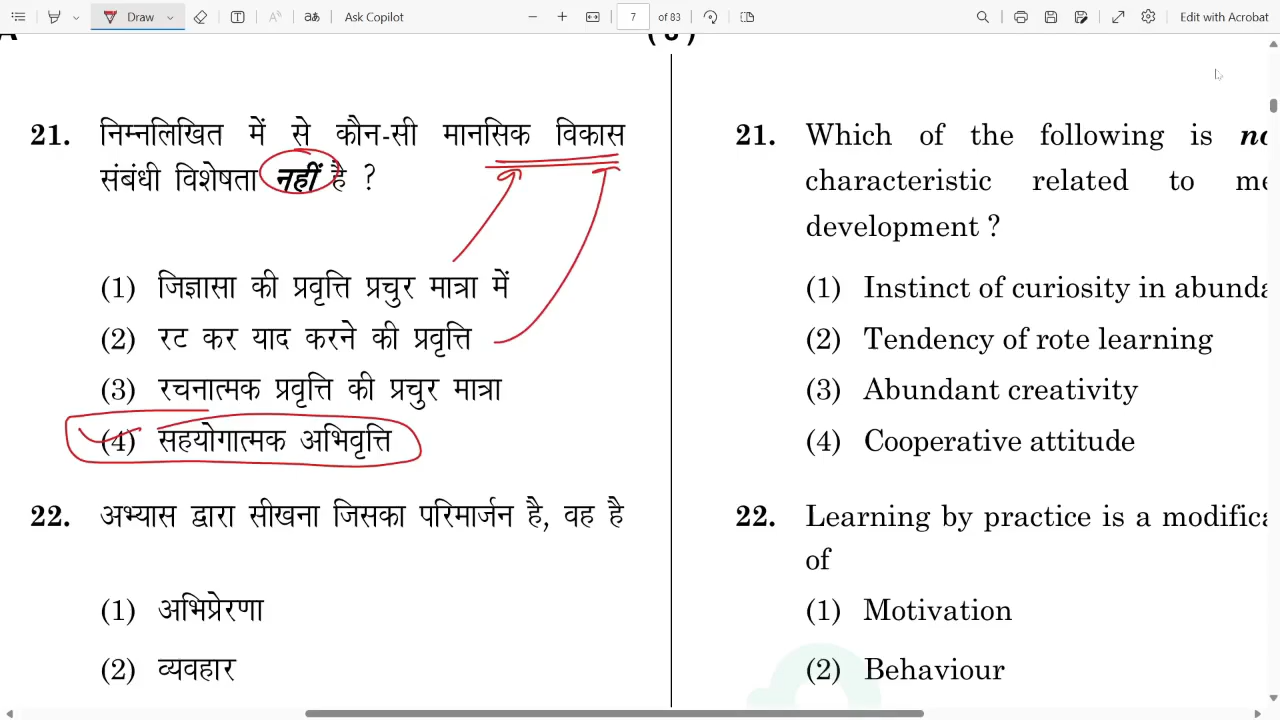 Draw
Ask Copilot
7 of 83
Edit with Acrobat
21. निम्नलिखित में से कौन-सी मानसिक विकास
संबंधी विशेषता नहीं है ?
(1) जिज्ञासा की प्रवृत्ति प्रचुर मात्रा में
(2) रट कर याद करने की प्रवृत्ति
(3) रचनात्मक प्रवृत्ति की प्रचुर मात्रा
(4) सहयोगात्मक अभिवृत्ति
22. अभ्यास द्वारा सीखना जिसका परिमार्जन है, वह है
(1) अभिप्रेरणा
(2) व्यवहार
21. Which of the following is no
characteristic related to me
development ?
(1) Instinct of curiosity in abunda
(2) Tendency of rote learning
(3) Abundant creativity
(4) Cooperative attitude
22. Learning by practice is a modifica
of
(1) Motivation
(2) Behaviour